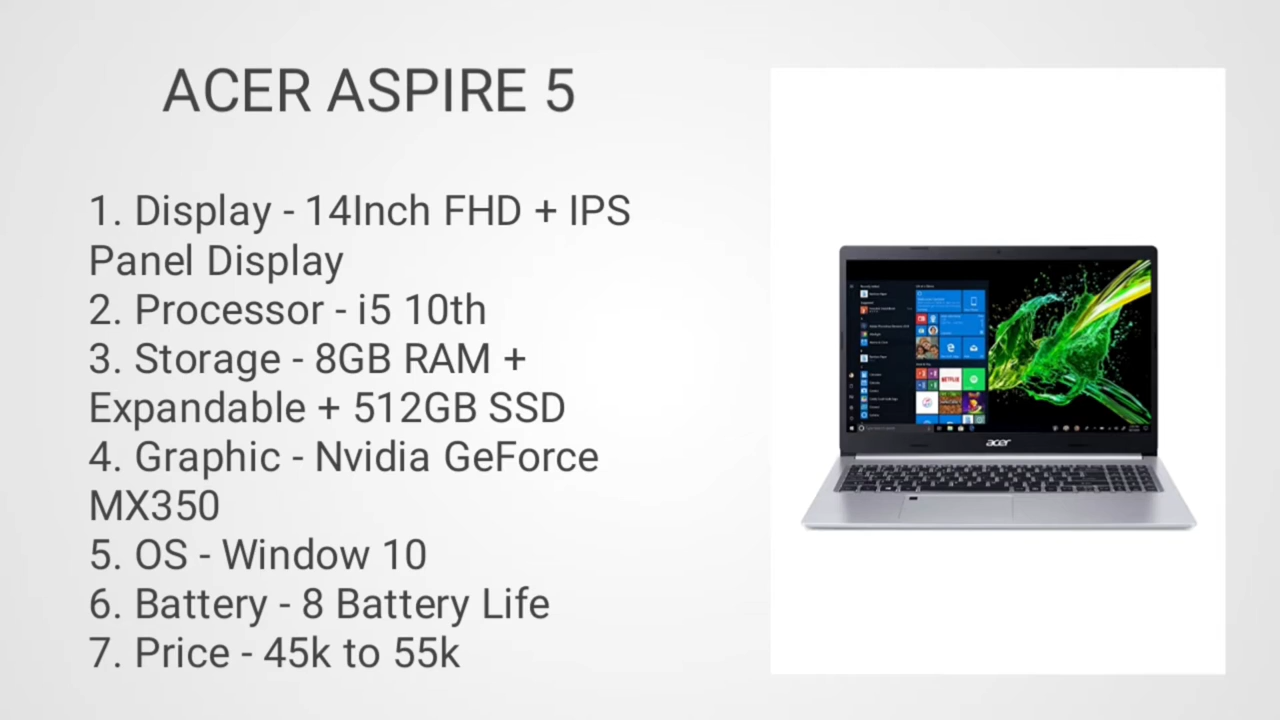 ACER ASPIRE 5
1. Display - 14Inch FHD + IPS
Panel Display
2. Processor - i5 10th
3. Storage - 8GB RAM +
Expandable + 512GB SSD
4. Graphic - Nvidia GeForce
MX350
5. OS - Window 10
6. Battery - 8 Battery Life
7. Price - 45k to 55k
NETFLIX
acer